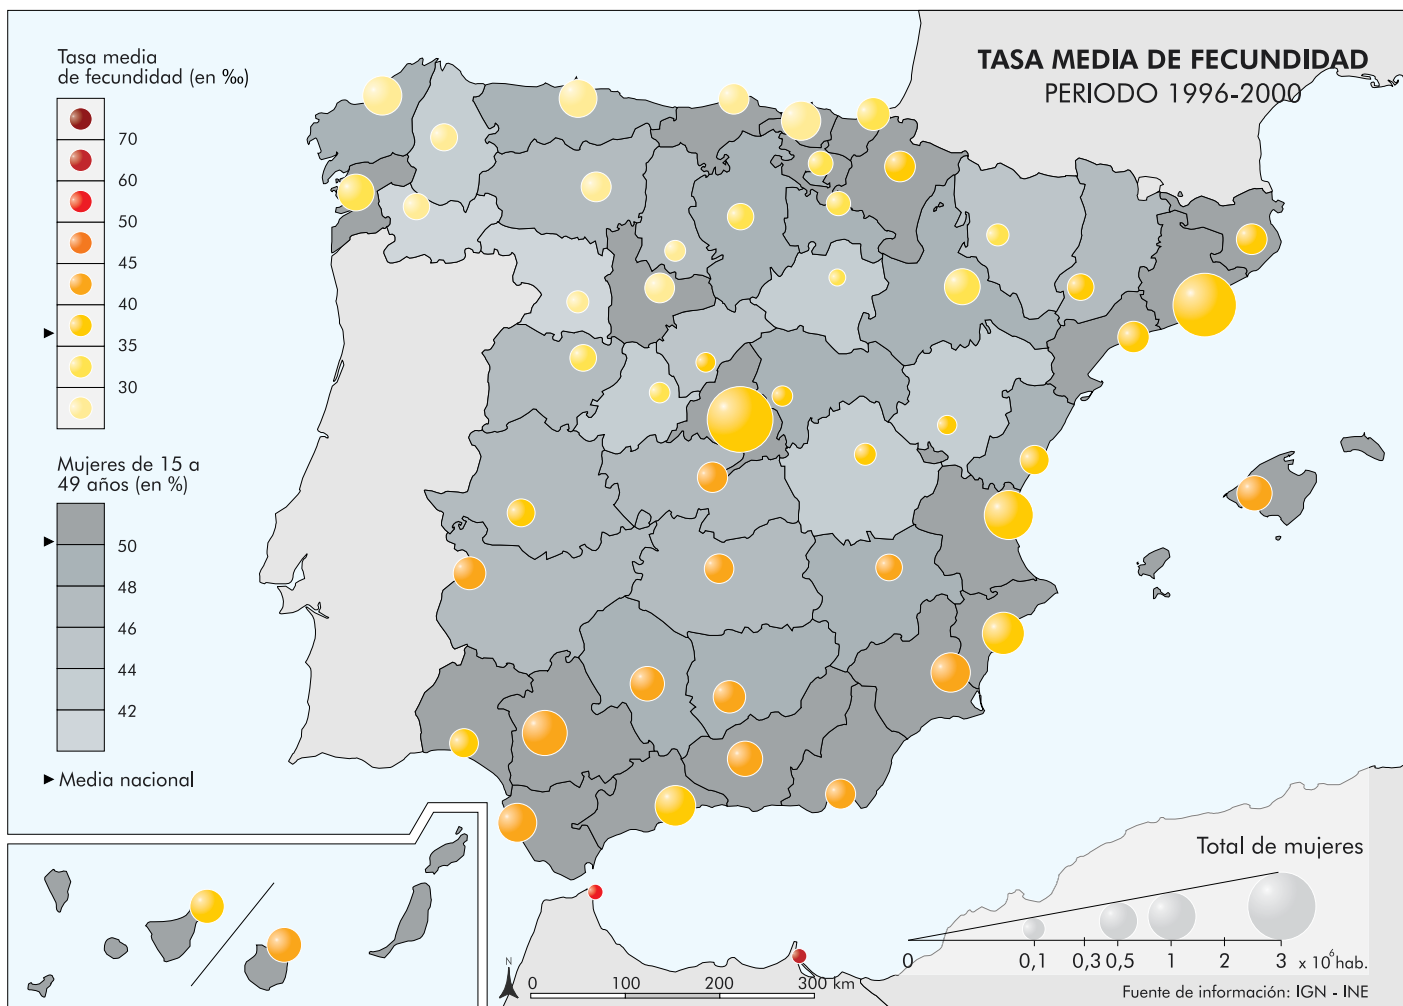 TASA MEDIA DE FECUNDIDAD
PERIODO 1996-2000
Tasa media
de fecundidad (en ‰)
70
60
50
45
40
35
30
Mujeres de 15 a
49 años (en %)
50
48
46
44
42
Media nacional
Total de mujeres
0
0,1
0,3
0,5
1
2
3
x 10⁶ hab.
N
0
100
200
300 km
Fuente de información: IGN - INE